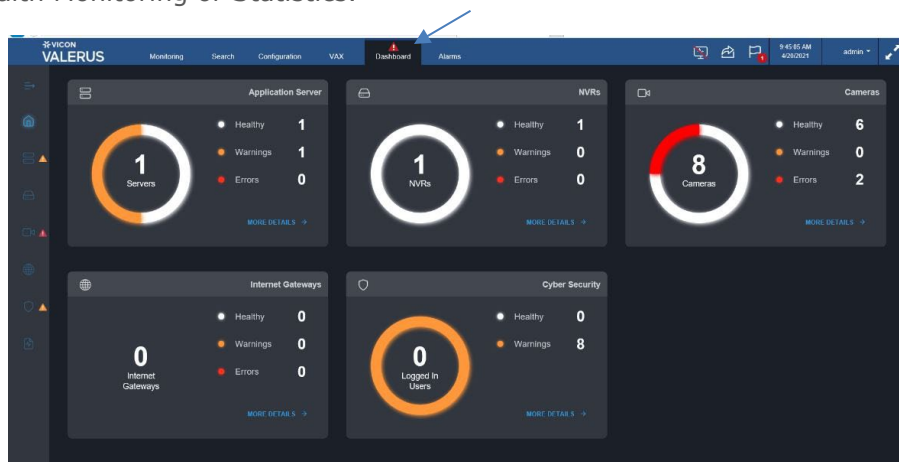 alth Monitoring or Statistics.
VICON
VALERUS
Monitoring
Search
Configuration
VAX
Dashboard
Alarms
1
9:45:05 AM
4/20/2021
admin
Application Server
1
Servers
Healthy 1
Warnings 1
Errors 0
MORE DETAILS →
NVRs
1
NVRs
Healthy 1
Warnings 0
Errors 0
MORE DETAILS →
Cameras
8
Cameras
Healthy 6
Warnings 0
Errors 2
MORE DETAILS →
Internet Gateways
0
Internet
Gateways
Healthy 0
Warnings 0
Errors 0
MORE DETAILS →
Cyber Security
0
Logged In
Users
Healthy 0
Warnings 8
MORE DETAILS →